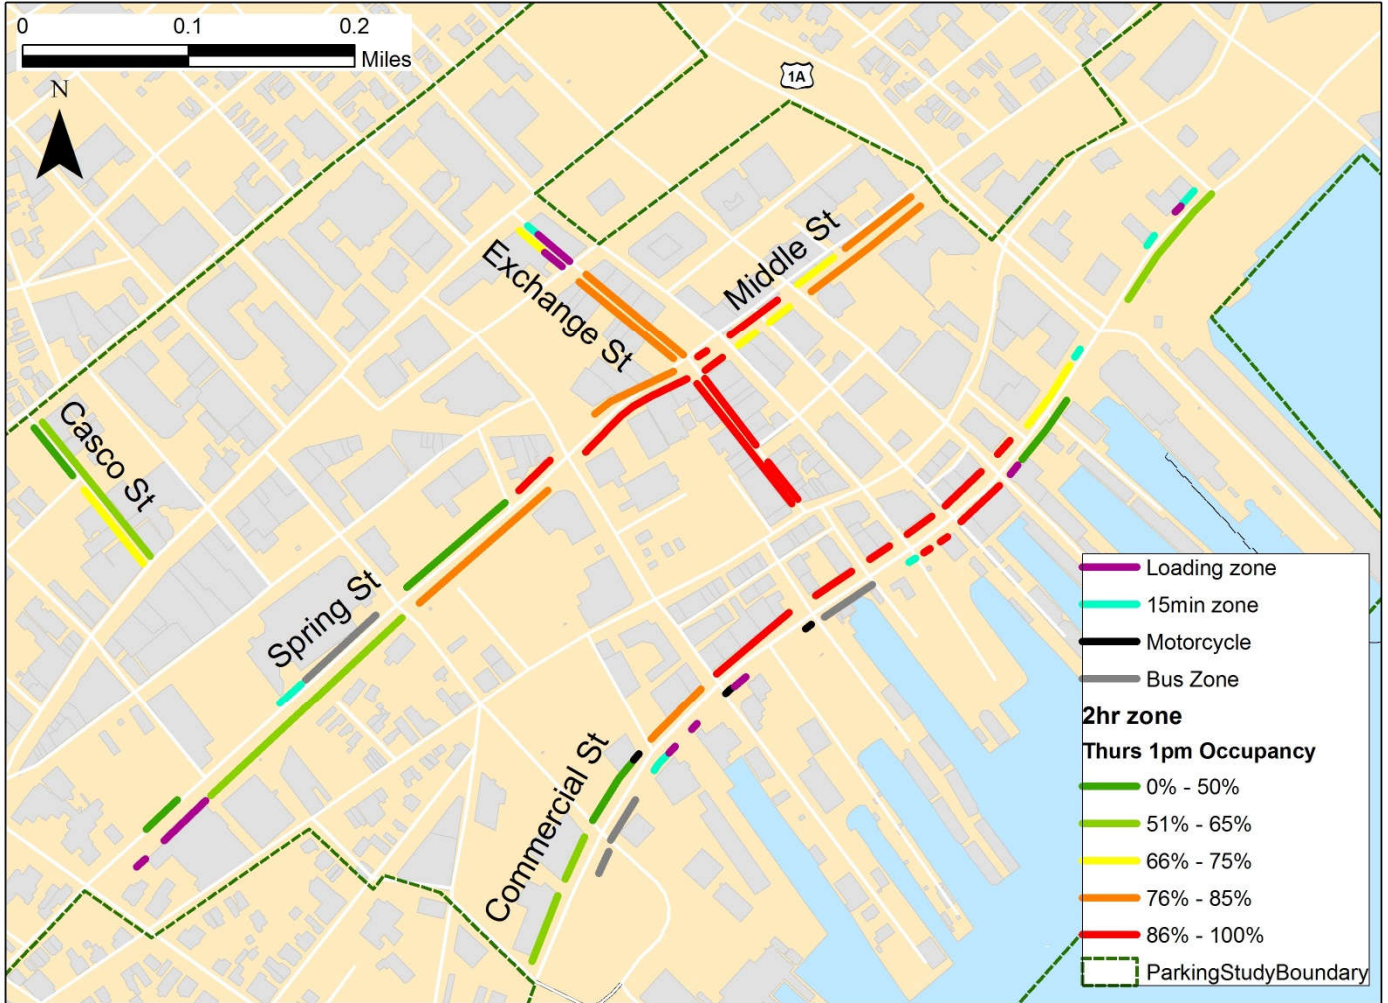 0 0.1 0.2
Miles
N
1A
Middle St
Exchange St
Casco St
Spring St
Commercial St
Loading zone
15min zone
Motorcycle
Bus Zone
2hr zone
Thurs 1pm Occupancy
0% - 50%
51% - 65%
66% - 75%
76% - 85%
86% - 100%
ParkingStudyBoundary